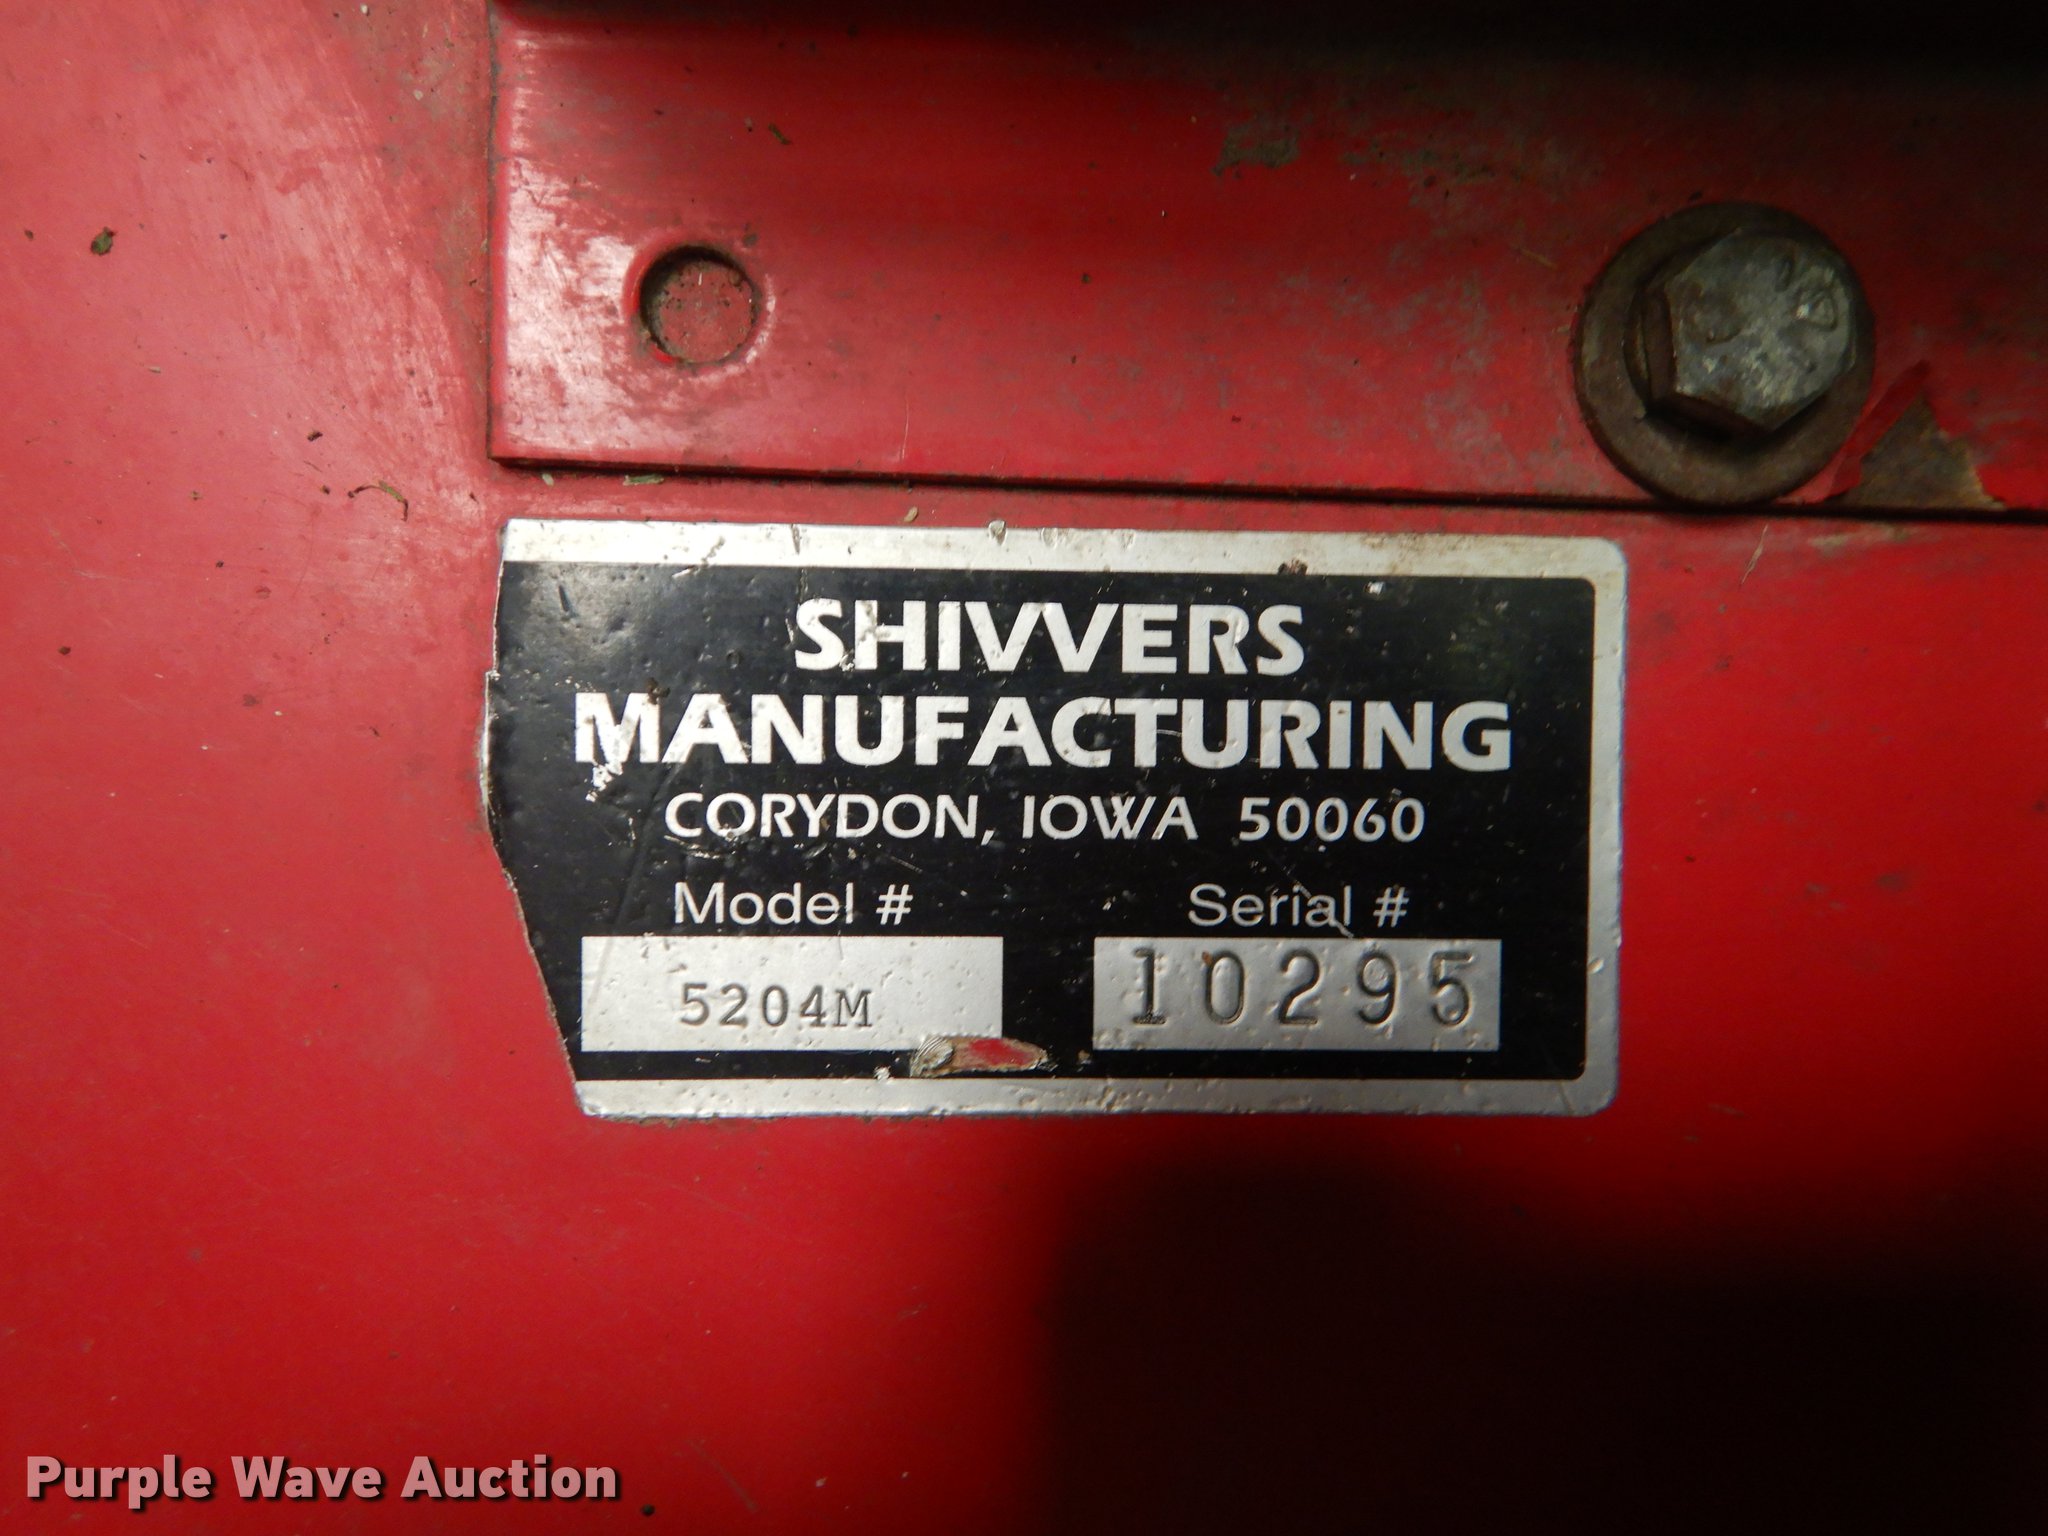 SHIVVERS
MANUFACTURING
CORYDON, IOWA 50060
Model #
Serial #
5204M
10295
Purple Wave Auction